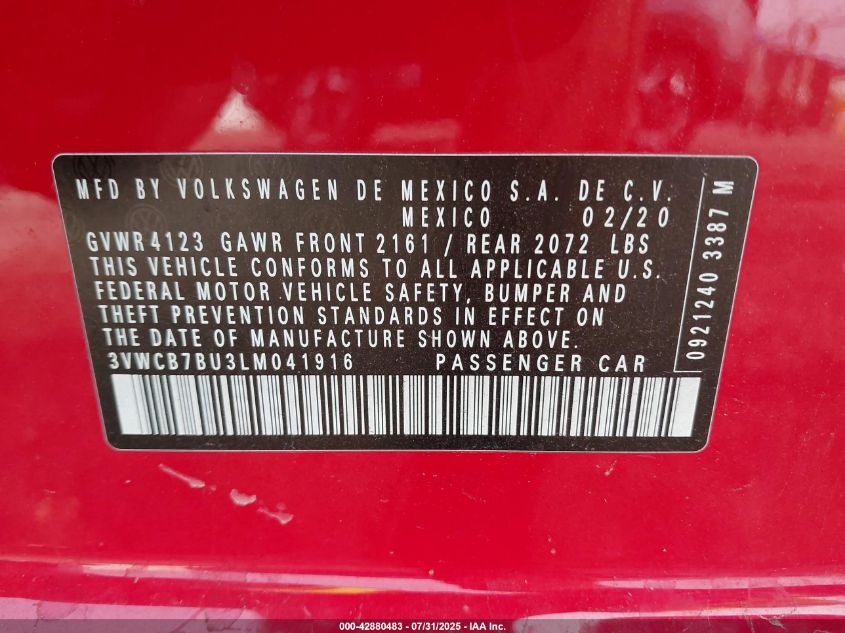 MFD BY VOLKSWAGEN DE MEXICO S.A. DE C.V.
MEXICO 02/20
GVWR 4123 GAWR FRONT 2161 / REAR 2072 LBS
THIS VEHICLE CONFORMS TO ALL APPLICABLE U.S.
FEDERAL MOTOR VEHICLE SAFETY, BUMPER AND
THEFT PREVENTION STANDARDS IN EFFECT ON
THE DATE OF MANUFACTURE SHOWN ABOVE.
3VWCB7BU3LM041916 PASSENGER CAR
0921240 3387 M
000-42880483 - 07/31/2025 - IAA Inc.